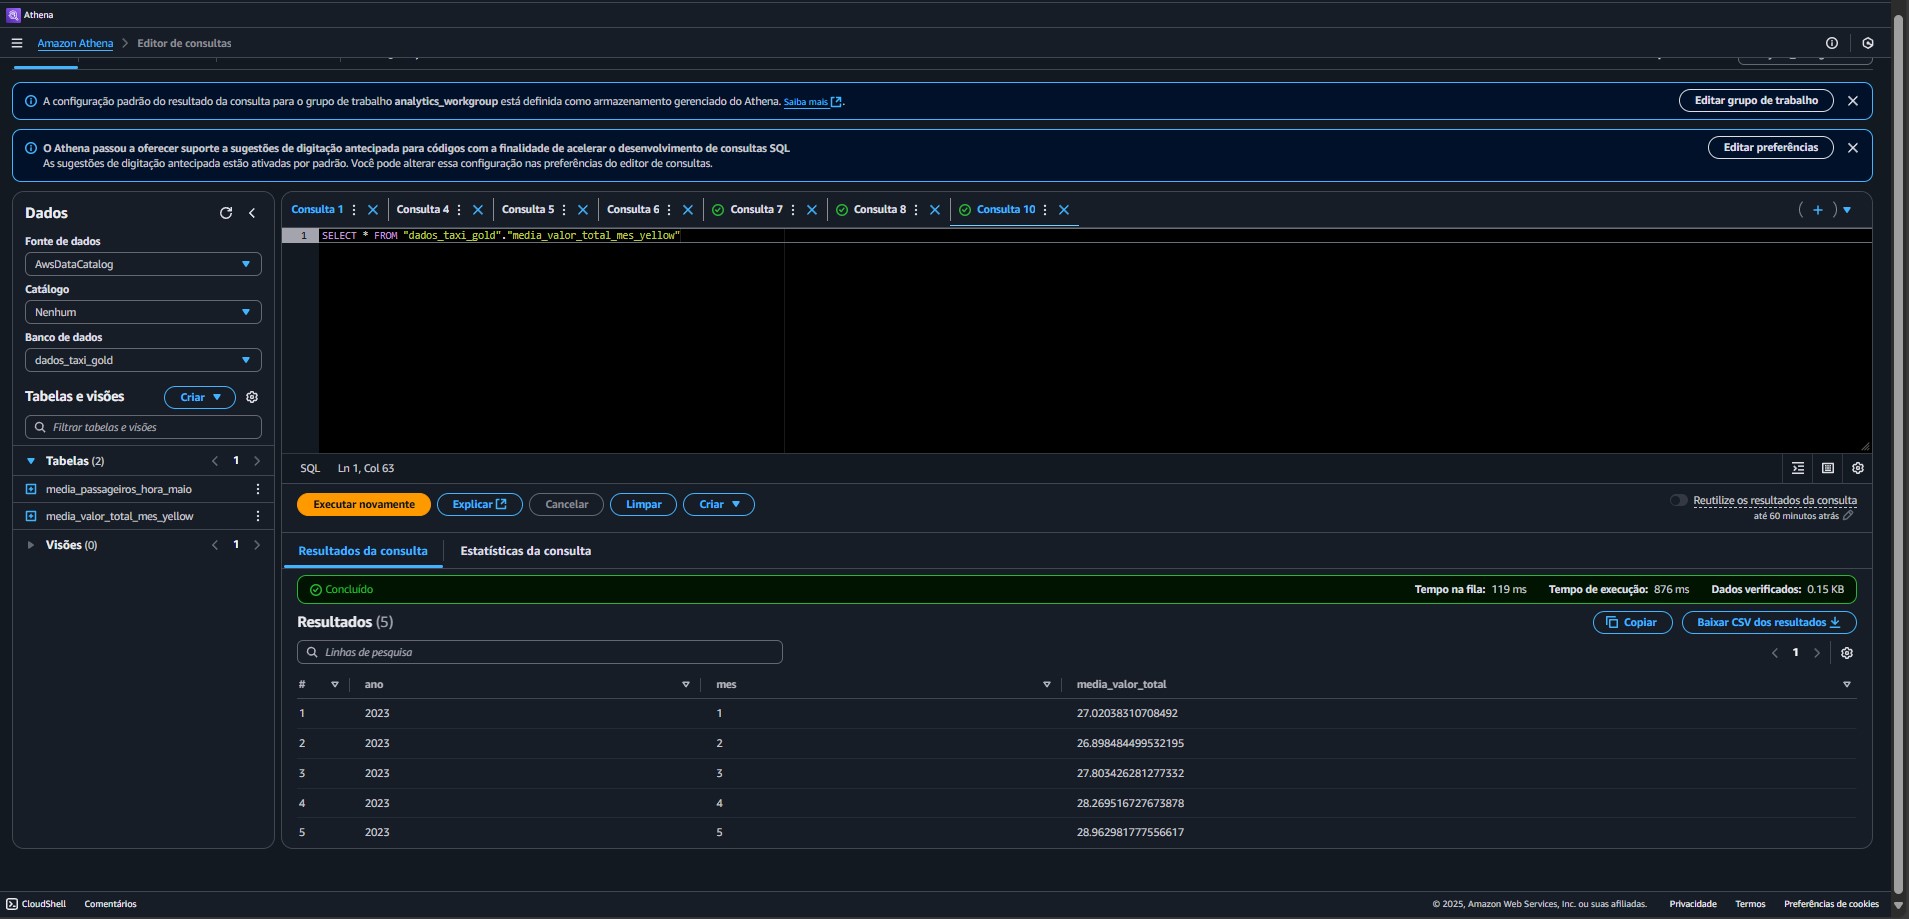 Athena
Amazon Athena > Editor de consultas
A configuração padrão do resultado da consulta para o grupo de trabalho analytics_workgroup está definida como armazenamento gerenciado do Athena. Saiba mais.
Editar grupo de trabalho
O Athena passou a oferecer suporte a sugestões de digitação antecipada para códigos com a finalidade de acelerar o desenvolvimento de consultas SQL
As sugestões de digitação antecipada estão ativadas por padrão. Você pode alterar essa configuração nas preferências do editor de consultas.
Editar preferências
Dados
Fonte de dados
AwsDataCatalog
Catálogo
Nenhum
Banco de dados
dados_taxi_gold
Tabelas e visões
Criar
Filtrar tabelas e visões
Tabelas (2)
1
media_passageiros_hora_maio
media_valor_total_mes_yellow
Visões (0)
1
Consulta 1
Consulta 4
Consulta 5
Consulta 6
Consulta 7
Consulta 8
Consulta 10
1 SELECT * FROM "dados_taxi_gold"."media_valor_total_mes_yellow"
SQL Ln 1, Col 63
Executar novamente
Explicar
Cancelar
Limpar
Criar
Reutilize os resultados da consulta
até 60 minutos atrás
Resultados da consulta
Estatísticas da consulta
Concluído
Tempo na fila: 119 ms
Tempo de execução: 876 ms
Dados verificados: 0.15 KB
Resultados (5)
Copiar
Baixar CSV dos resultados
Linhas de pesquisa
1
# ano mes media_valor_total
1 2023 1 27.02038310708492
2 2023 2 26.898484499532195
3 2023 3 27.803426281277332
4 2023 4 28.269516727673878
5 2023 5 28.962981777556617
CloudShell
Comentários
© 2025, Amazon Web Services, Inc. ou suas afiliadas.
Privacidade
Termos
Preferências de cookies